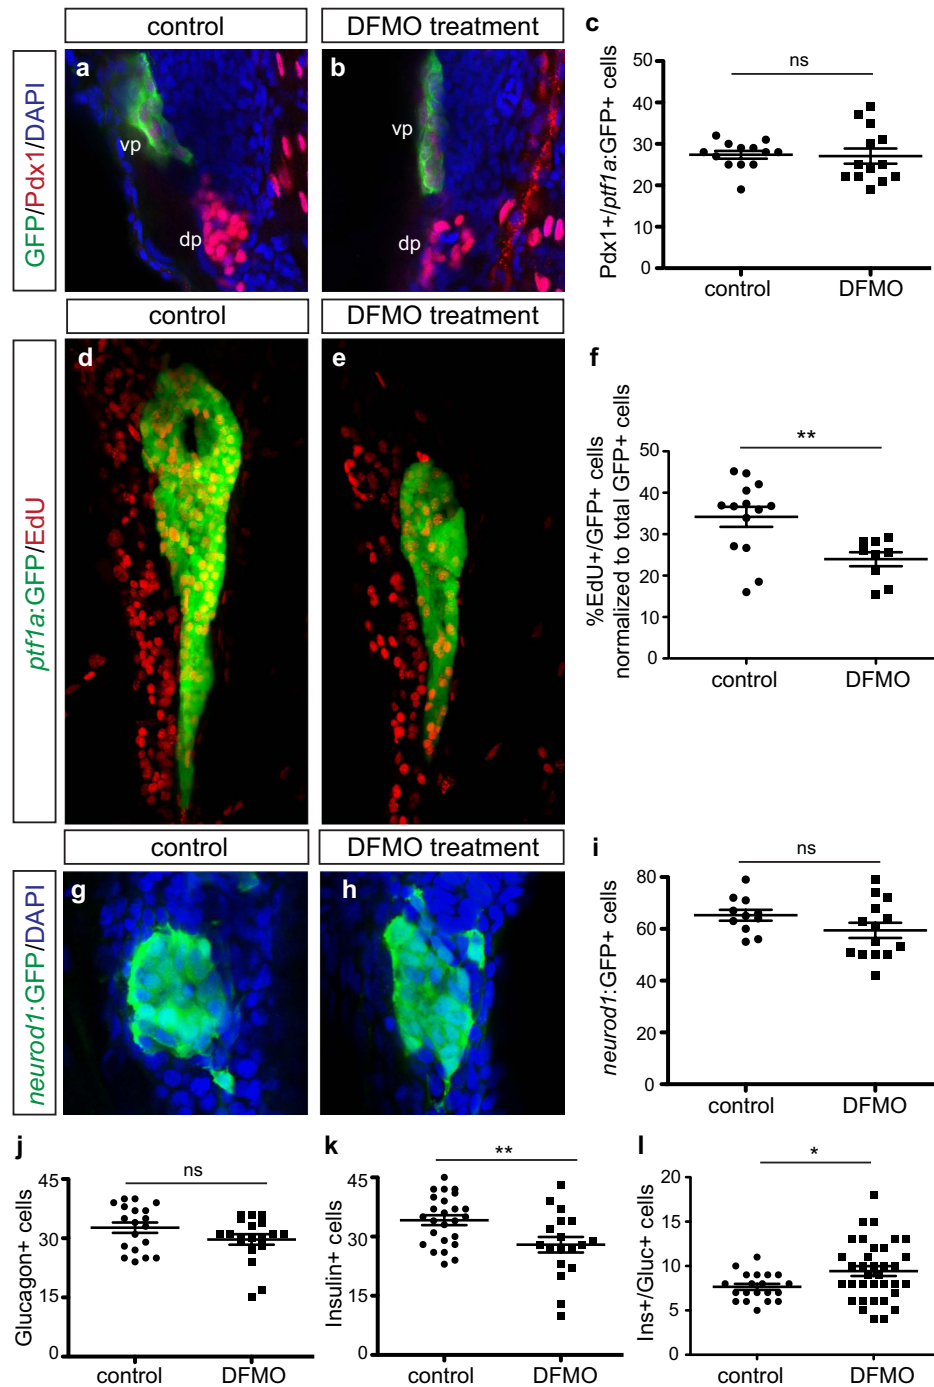 control
DFMO treatment
c
GFP/Pdx1/DAPI
a
vp
dp
b
vp
dp
Pdx1+/ptf1a:GFP+ cells
50
40
30
20
10
0
ns
control
DFMO
control
DFMO treatment
ptf1a:GFP/EdU
d
e
f
%EdU+/GFP+ cells
normalized to total GFP+ cells
50
40
30
20
10
0
**
control
DFMO
control
DFMO treatment
neurod1:GFP/DAPI
g
h
i
neurod1:GFP+ cells
80
60
40
20
0
ns
control
DFMO
j
Glucagon+ cells
45
30
15
0
ns
control
DFMO
k
Insulin+ cells
45
30
15
0
**
control
DFMO
l
Ins+/Gluc+ cells
20
15
10
5
0
*
control
DFMO